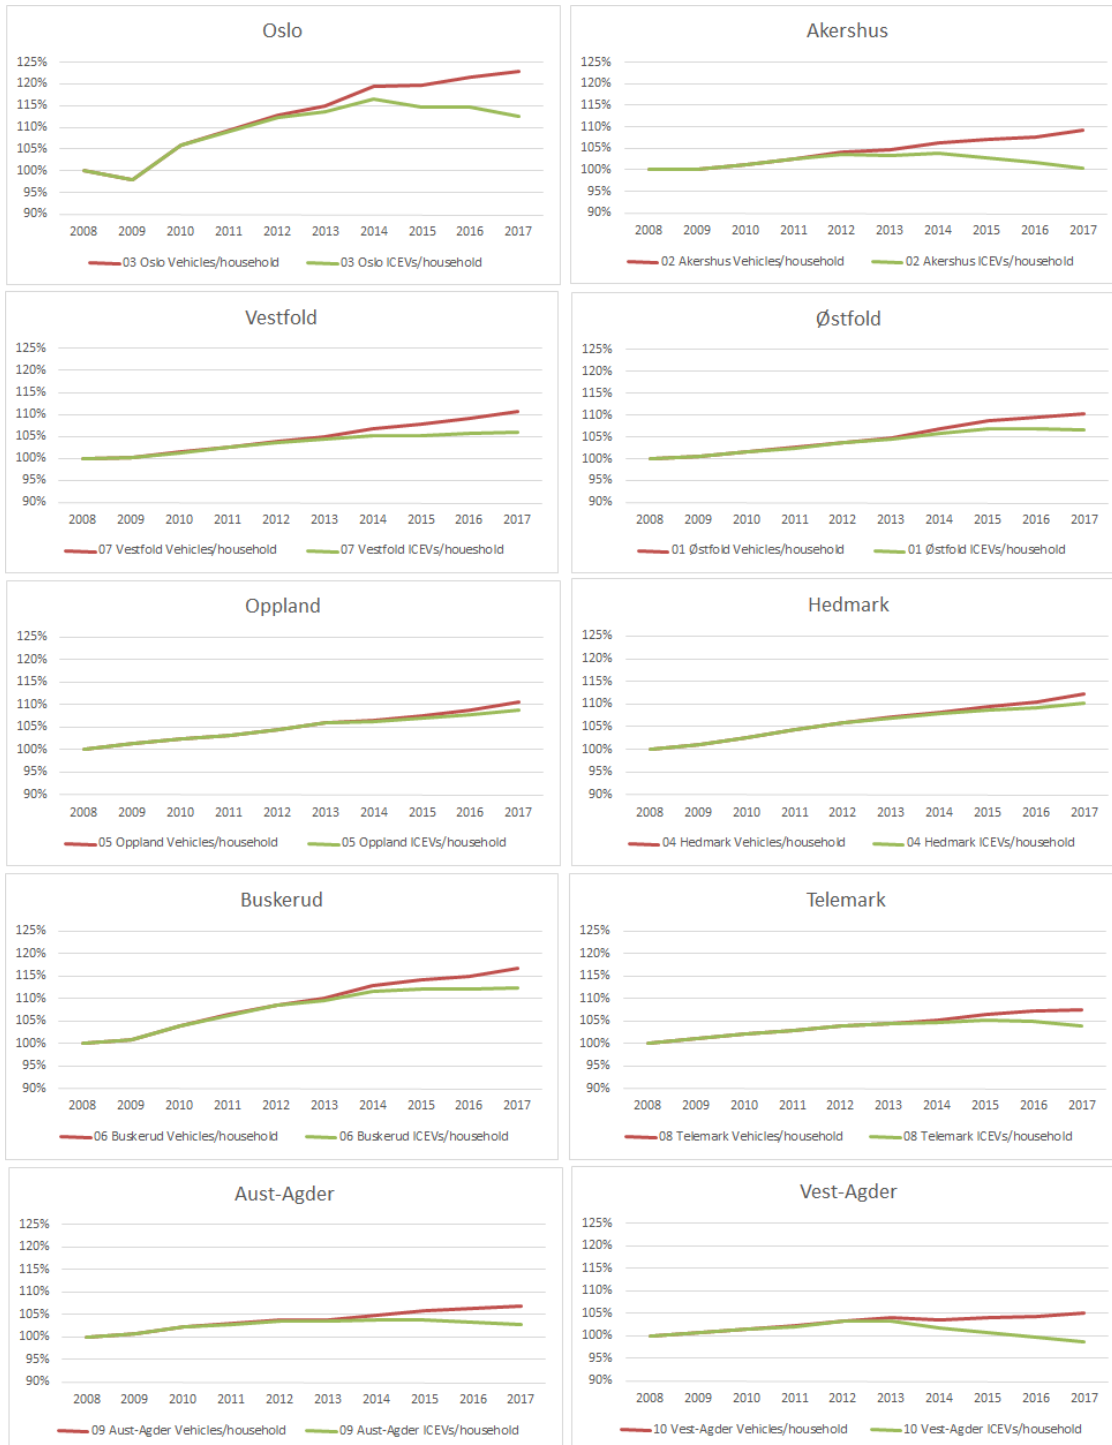 Oslo
125%
120%
115%
110%
105%
100%
95%
90%
2008 2009 2010 2011 2012 2013 2014 2015 2016 2017
03 Oslo Vehicles/household 03 Oslo ICEVs/household
Akershus
125%
120%
115%
110%
105%
100%
95%
90%
2008 2009 2010 2011 2012 2013 2014 2015 2016 2017
02 Akershus Vehicles/household 02 Akershus ICEVs/household
Vestfold
125%
120%
115%
110%
105%
100%
95%
90%
2008 2009 2010 2011 2012 2013 2014 2015 2016 2017
07 Vestfold Vehicles/household 07 Vestfold ICEVs/houeshold
Østfold
125%
120%
115%
110%
105%
100%
95%
90%
2008 2009 2010 2011 2012 2013 2014 2015 2016 2017
01 Østfold Vehicles/household 01 Østfold ICEVs/household
Oppland
125%
120%
115%
110%
105%
100%
95%
90%
2008 2009 2010 2011 2012 2013 2014 2015 2016 2017
05 Oppland Vehicles/household 05 Oppland ICEVs/household
Hedmark
125%
120%
115%
110%
105%
100%
95%
90%
2008 2009 2010 2011 2012 2013 2014 2015 2016 2017
04 Hedmark Vehicles/household 04 Hedmark ICEVs/household
Buskerud
125%
120%
115%
110%
105%
100%
95%
90%
2008 2009 2010 2011 2012 2013 2014 2015 2016 2017
06 Buskerud Vehicles/household 06 Buskerud ICEVs/household
Telemark
125%
120%
115%
110%
105%
100%
95%
90%
2008 2009 2010 2011 2012 2013 2014 2015 2016 2017
08 Telemark Vehicles/household 08 Telemark ICEVs/household
Aust-Agder
125%
120%
115%
110%
105%
100%
95%
90%
2008 2009 2010 2011 2012 2013 2014 2015 2016 2017
09 Aust-Agder Vehicles/household 09 Aust-Agder ICEVs/household
Vest-Agder
125%
120%
115%
110%
105%
100%
95%
90%
2008 2009 2010 2011 2012 2013 2014 2015 2016 2017
10 Vest-Agder Vehicles/household 10 Vest-Agder ICEVs/household